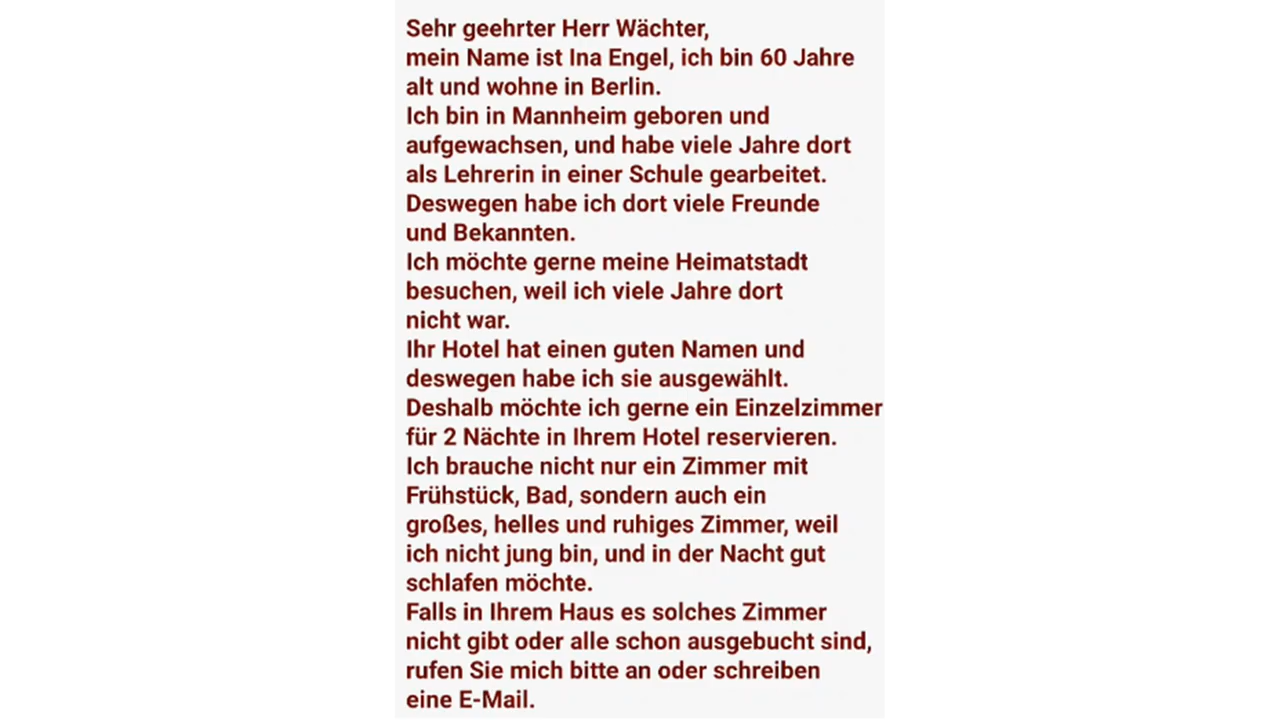 Sehr geehrter Herr Wächter,
mein Name ist Ina Engel, ich bin 60 Jahre
alt und wohne in Berlin.
Ich bin in Mannheim geboren und
aufgewachsen, und habe viele Jahre dort
als Lehrerin in einer Schule gearbeitet.
Deswegen habe ich dort viele Freunde
und Bekannten.
Ich möchte gerne meine Heimatstadt
besuchen, weil ich viele Jahre dort
nicht war.
Ihr Hotel hat einen guten Namen und
deswegen habe ich sie ausgewählt.
Deshalb möchte ich gerne ein Einzelzimmer
für 2 Nächte in Ihrem Hotel reservieren.
Ich brauche nicht nur ein Zimmer mit
Frühstück, Bad, sondern auch ein
großes, helles und ruhiges Zimmer, weil
ich nicht jung bin, und in der Nacht gut
schlafen möchte.
Falls in Ihrem Haus es solches Zimmer
nicht gibt oder alle schon ausgebucht sind,
rufen Sie mich bitte an oder schreiben
eine E-Mail.